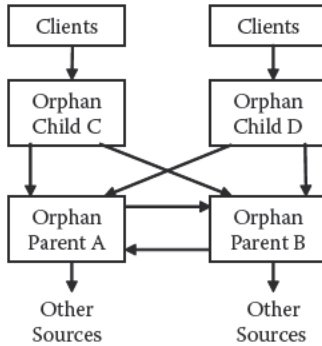 Clients
Clients
Orphan
Child C
Orphan
Child D
Orphan
Parent A
Orphan
Parent B
Other
Sources
Other
Sources